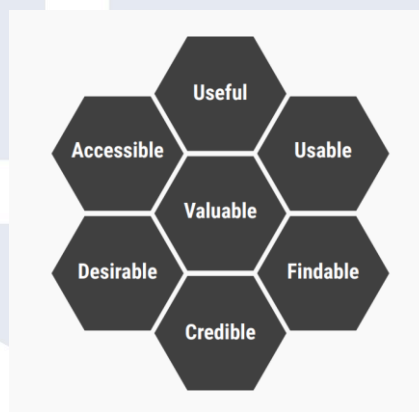 Useful
Accessible
Usable
Valuable
Desirable
Findable
Credible